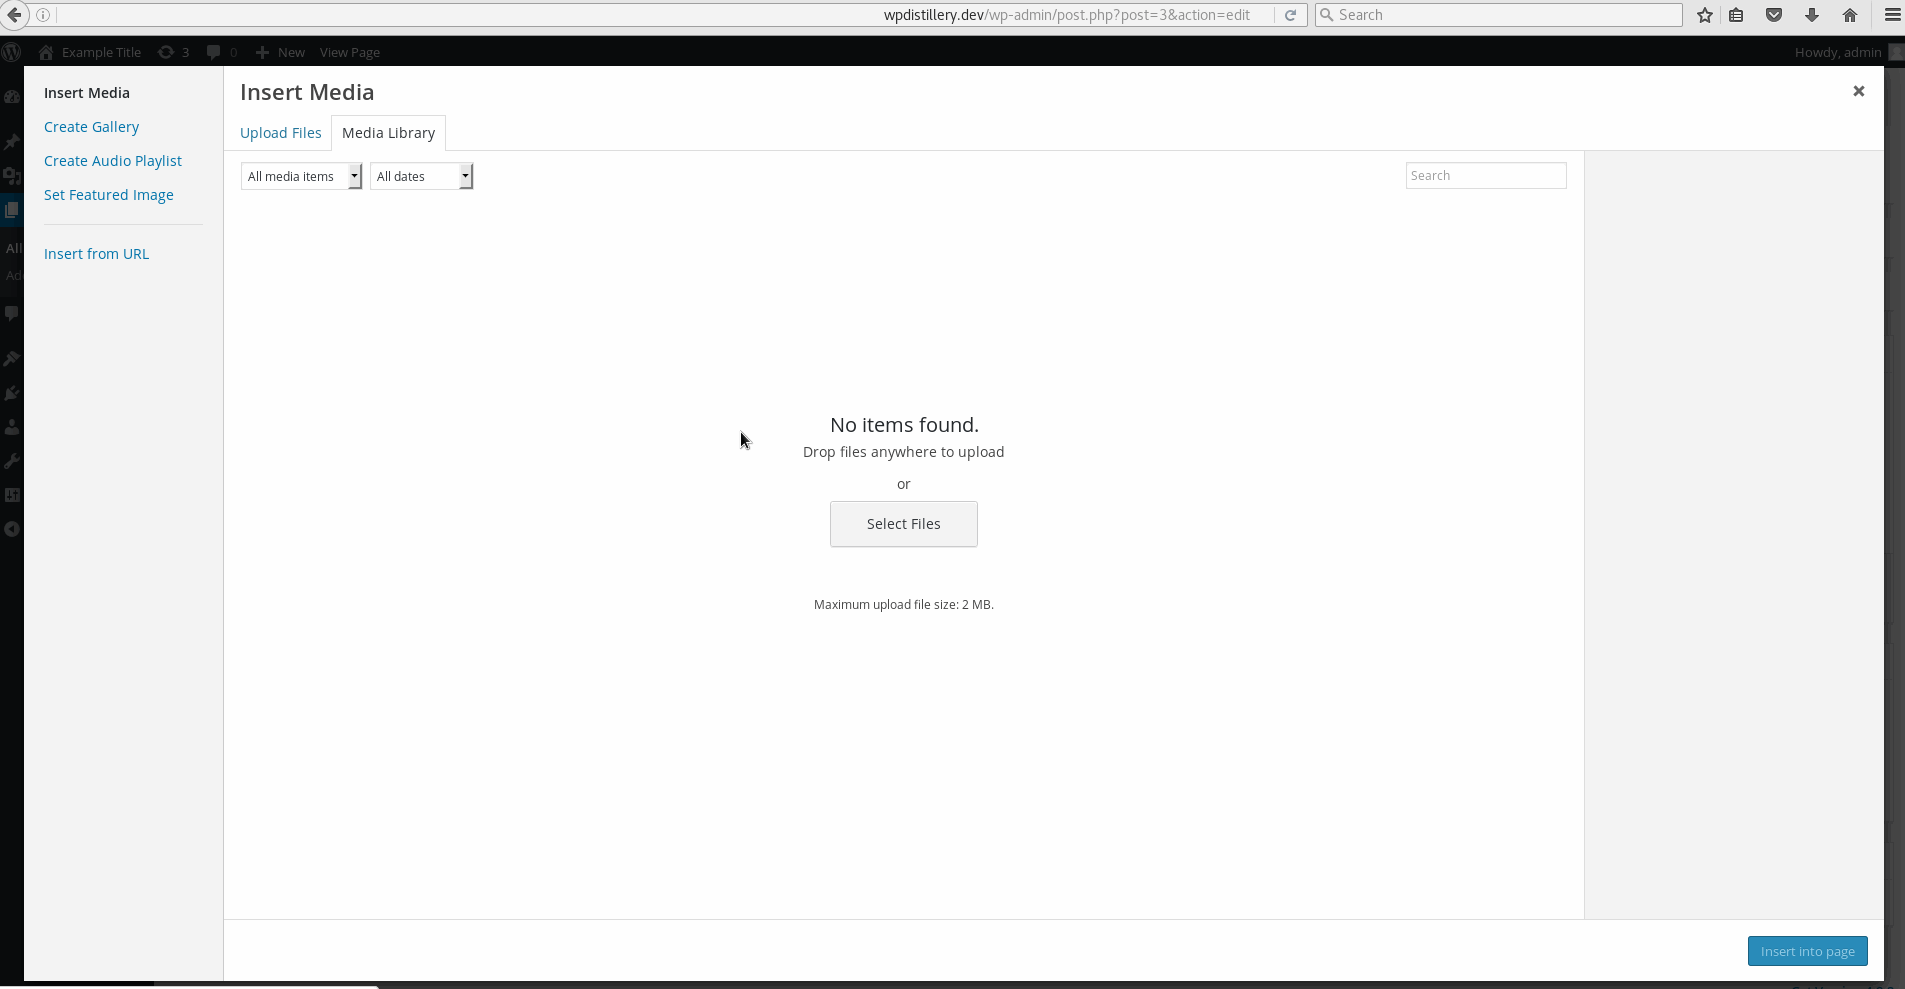 wpdistillery.dev/wp-admin/post.php?post=3&action=edit
Search
Example Title 3 0 New View Page
Howdy, admin
Insert Media
Create Gallery
Create Audio Playlist
Set Featured Image
Insert from URL
Insert Media
Upload Files
Media Library
All media items
All dates
Search
No items found.
Drop files anywhere to upload
or
Select Files
Maximum upload file size: 2 MB.
Insert into page
All